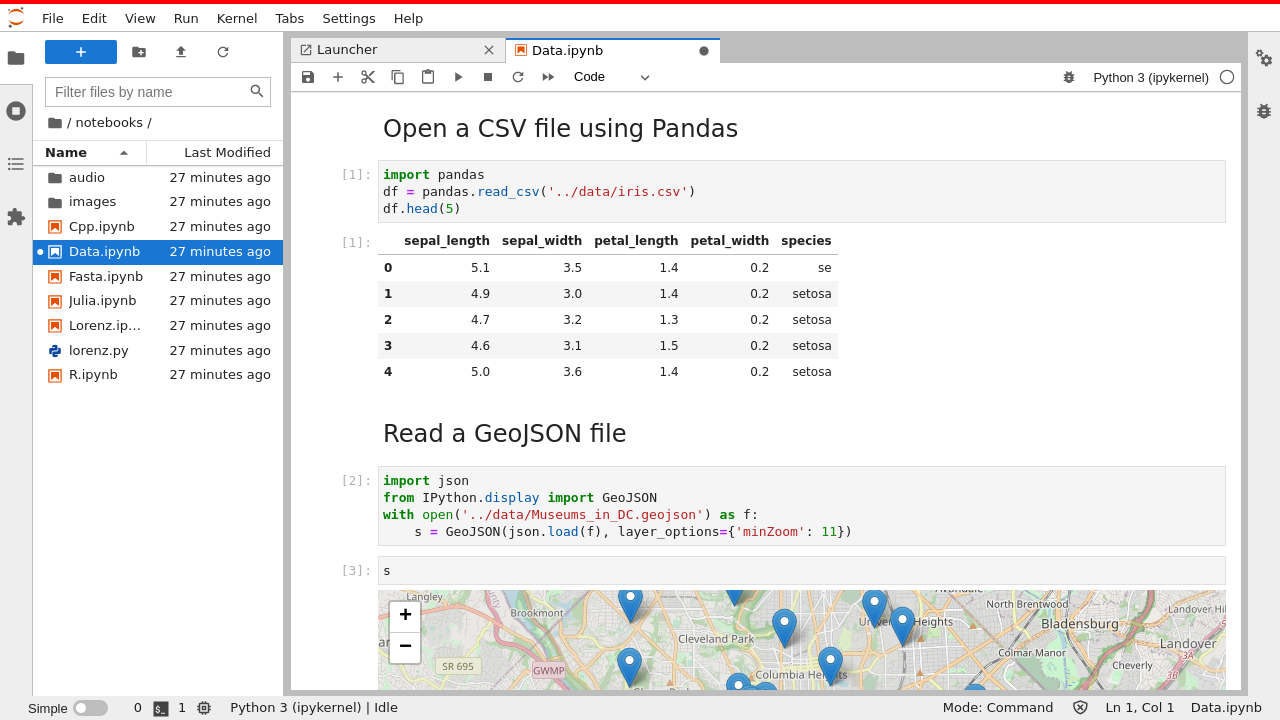 File Edit View Run Kernel Tabs Settings Help
Launcher
Data.ipynb
Code
Python 3 (ipykernel)
Filter files by name
/ notebooks /
Name Last Modified
audio 27 minutes ago
images 27 minutes ago
Cpp.ipynb 27 minutes ago
Data.ipynb 27 minutes ago
Fasta.ipynb 27 minutes ago
Julia.ipynb 27 minutes ago
Lorenz.ip... 27 minutes ago
lorenz.py 27 minutes ago
R.ipynb 27 minutes ago
Open a CSV file using Pandas
[1]: import pandas
df = pandas.read_csv('../data/iris.csv')
df.head(5)
[1]: sepal_length sepal_width petal_length petal_width species
0 5.1 3.5 1.4 0.2 se
1 4.9 3.0 1.4 0.2 setosa
2 4.7 3.2 1.3 0.2 setosa
3 4.6 3.1 1.5 0.2 setosa
4 5.0 3.6 1.4 0.2 setosa
Read a GeoJSON file
[2]: import json
from IPython.display import GeoJSON
with open('../data/Museums_in_DC.geojson') as f:
    s = GeoJSON(json.load(f), layer_options={'minZoom': 11})
[3]: s
+
−
Langley
Brookmont
Cleveland Park
SR 695
GWMP
Columbia Heights
Heights
North Brentwood
Bladensburg
Landover
Colmar Manor
Cheverly
Simple 0 1 Python 3 (ipykernel) | Idle
Mode: Command Ln 1, Col 1 Data.ipynb